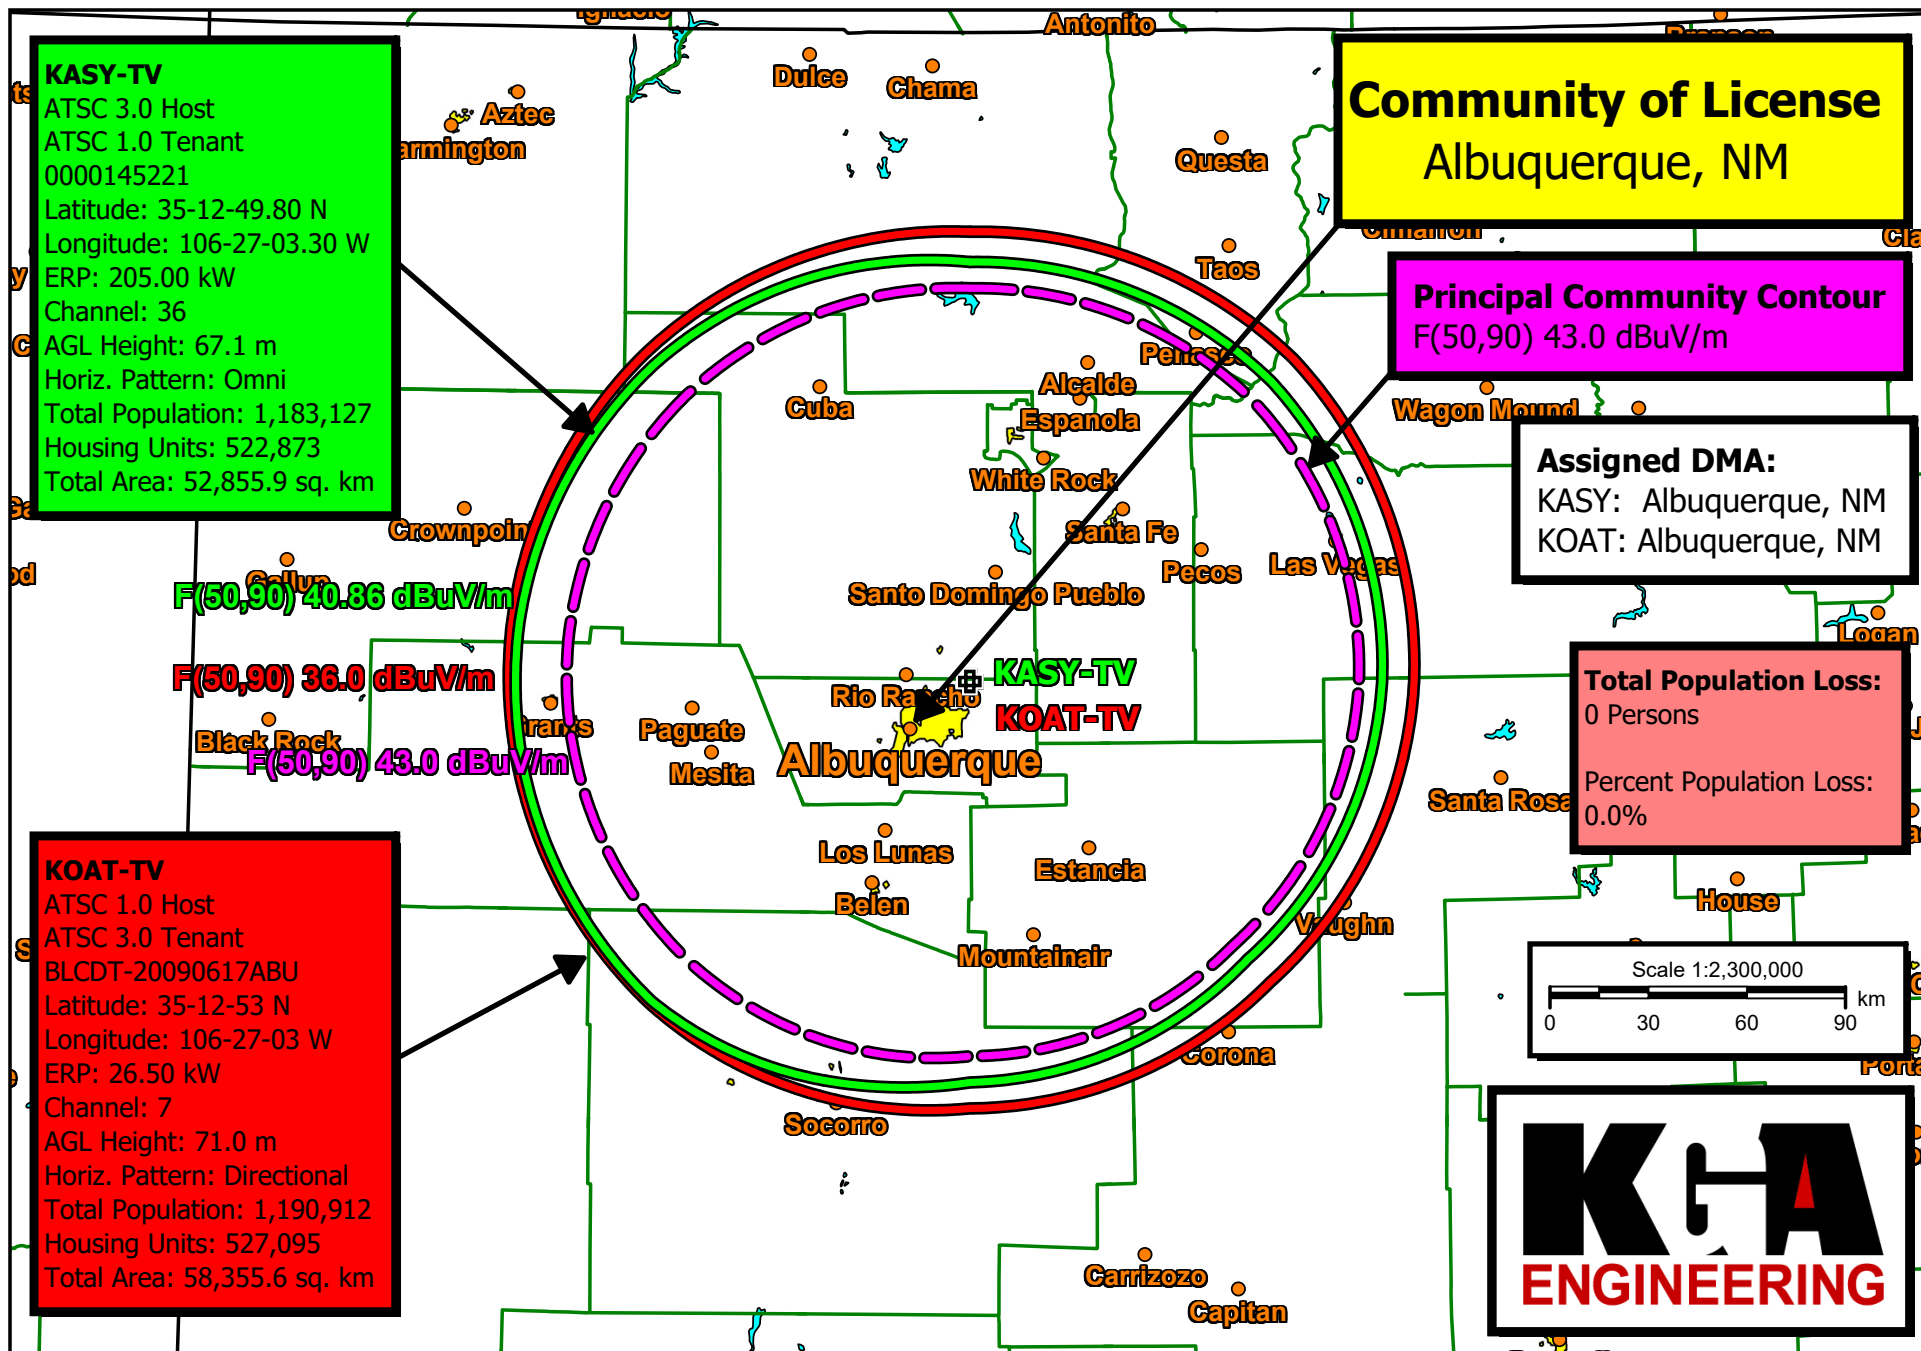 KASY-TV
ATSC 3.0 Host
ATSC 1.0 Tenant
0000145221
Latitude: 35-12-49.80 N
Longitude: 106-27-03.30 W
ERP: 205.00 kW
Channel: 36
AGL Height: 67.1 m
Horiz. Pattern: Omni
Total Population: 1,183,127
Housing Units: 522,873
Total Area: 52,855.9 sq. km
Community of License
Albuquerque, NM
Principal Community Contour
F(50,90) 43.0 dBuV/m
Assigned DMA:
KASY: Albuquerque, NM
KOAT: Albuquerque, NM
Total Population Loss:
0 Persons
Percent Population Loss:
0.0%
KOAT-TV
ATSC 1.0 Host
ATSC 3.0 Tenant
BLCDT-20090617ABU
Latitude: 35-12-53 N
Longitude: 106-27-03 W
ERP: 26.50 kW
Channel: 7
AGL Height: 71.0 m
Horiz. Pattern: Directional
Total Population: 1,190,912
Housing Units: 527,095
Total Area: 58,355.6 sq. km
Scale 1:2,300,000
km
0 30 60 90
KGA
ENGINEERING
Antonito
Dulce
Chama
Aztec
armington
Questa
Taos
Penasco
Alcalde
Espanola
Cuba
Wagon Mound
White Rock
Santa Fe
Crownpoin
Pecos
Las Vegas
Gallup
Santo Domingo Pueblo
Logan
F(50,90) 40.86 dBuV/m
F(50,90) 36.0 dBuV/m
F(50,90) 43.0 dBuV/m
KASY-TV
KOAT-TV
Rio Rancho
Grants
Paguate
Black Rock
Mesita
Albuquerque
Santa Rosa
Los Lunas
Estancia
Belen
Vaughn
House
Mountainair
Corona
Socorro
Carrizozo
Capitan